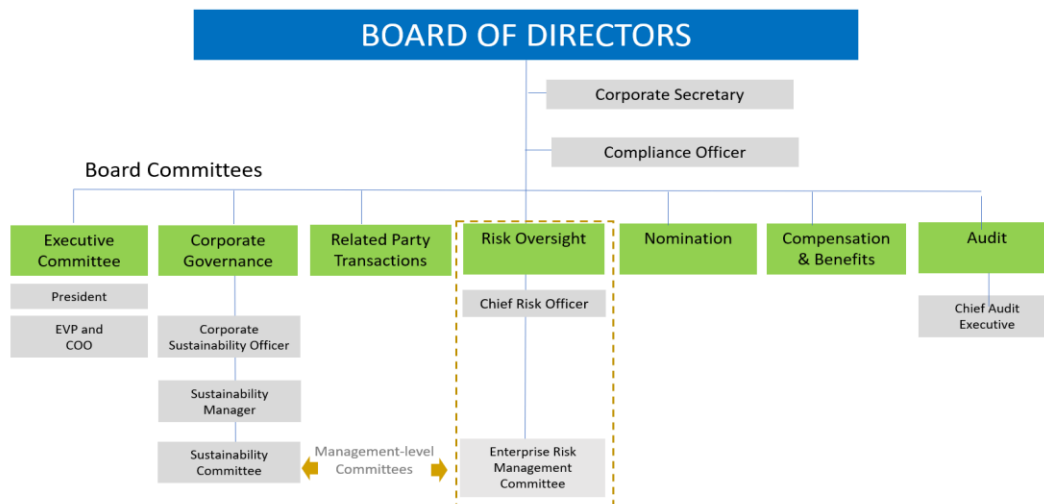 BOARD OF DIRECTORS
Corporate Secretary
Compliance Officer
Board Committees
Executive
Committee
Corporate
Governance
Related Party
Transactions
Risk Oversight
Nomination
Compensation
& Benefits
Audit
President
EVP and
COO
Corporate
Sustainability Officer
Sustainability
Manager
Sustainability
Committee
Management-level
Committees
Chief Risk Officer
Enterprise Risk
Management
Committee
Chief Audit
Executive